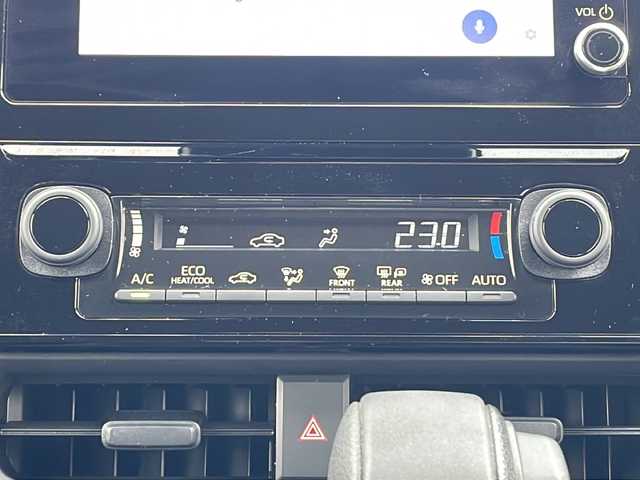 VOL
23.0
A/C
ECO
HEAT/COOL
FRONT
REAR
OFF
AUTO